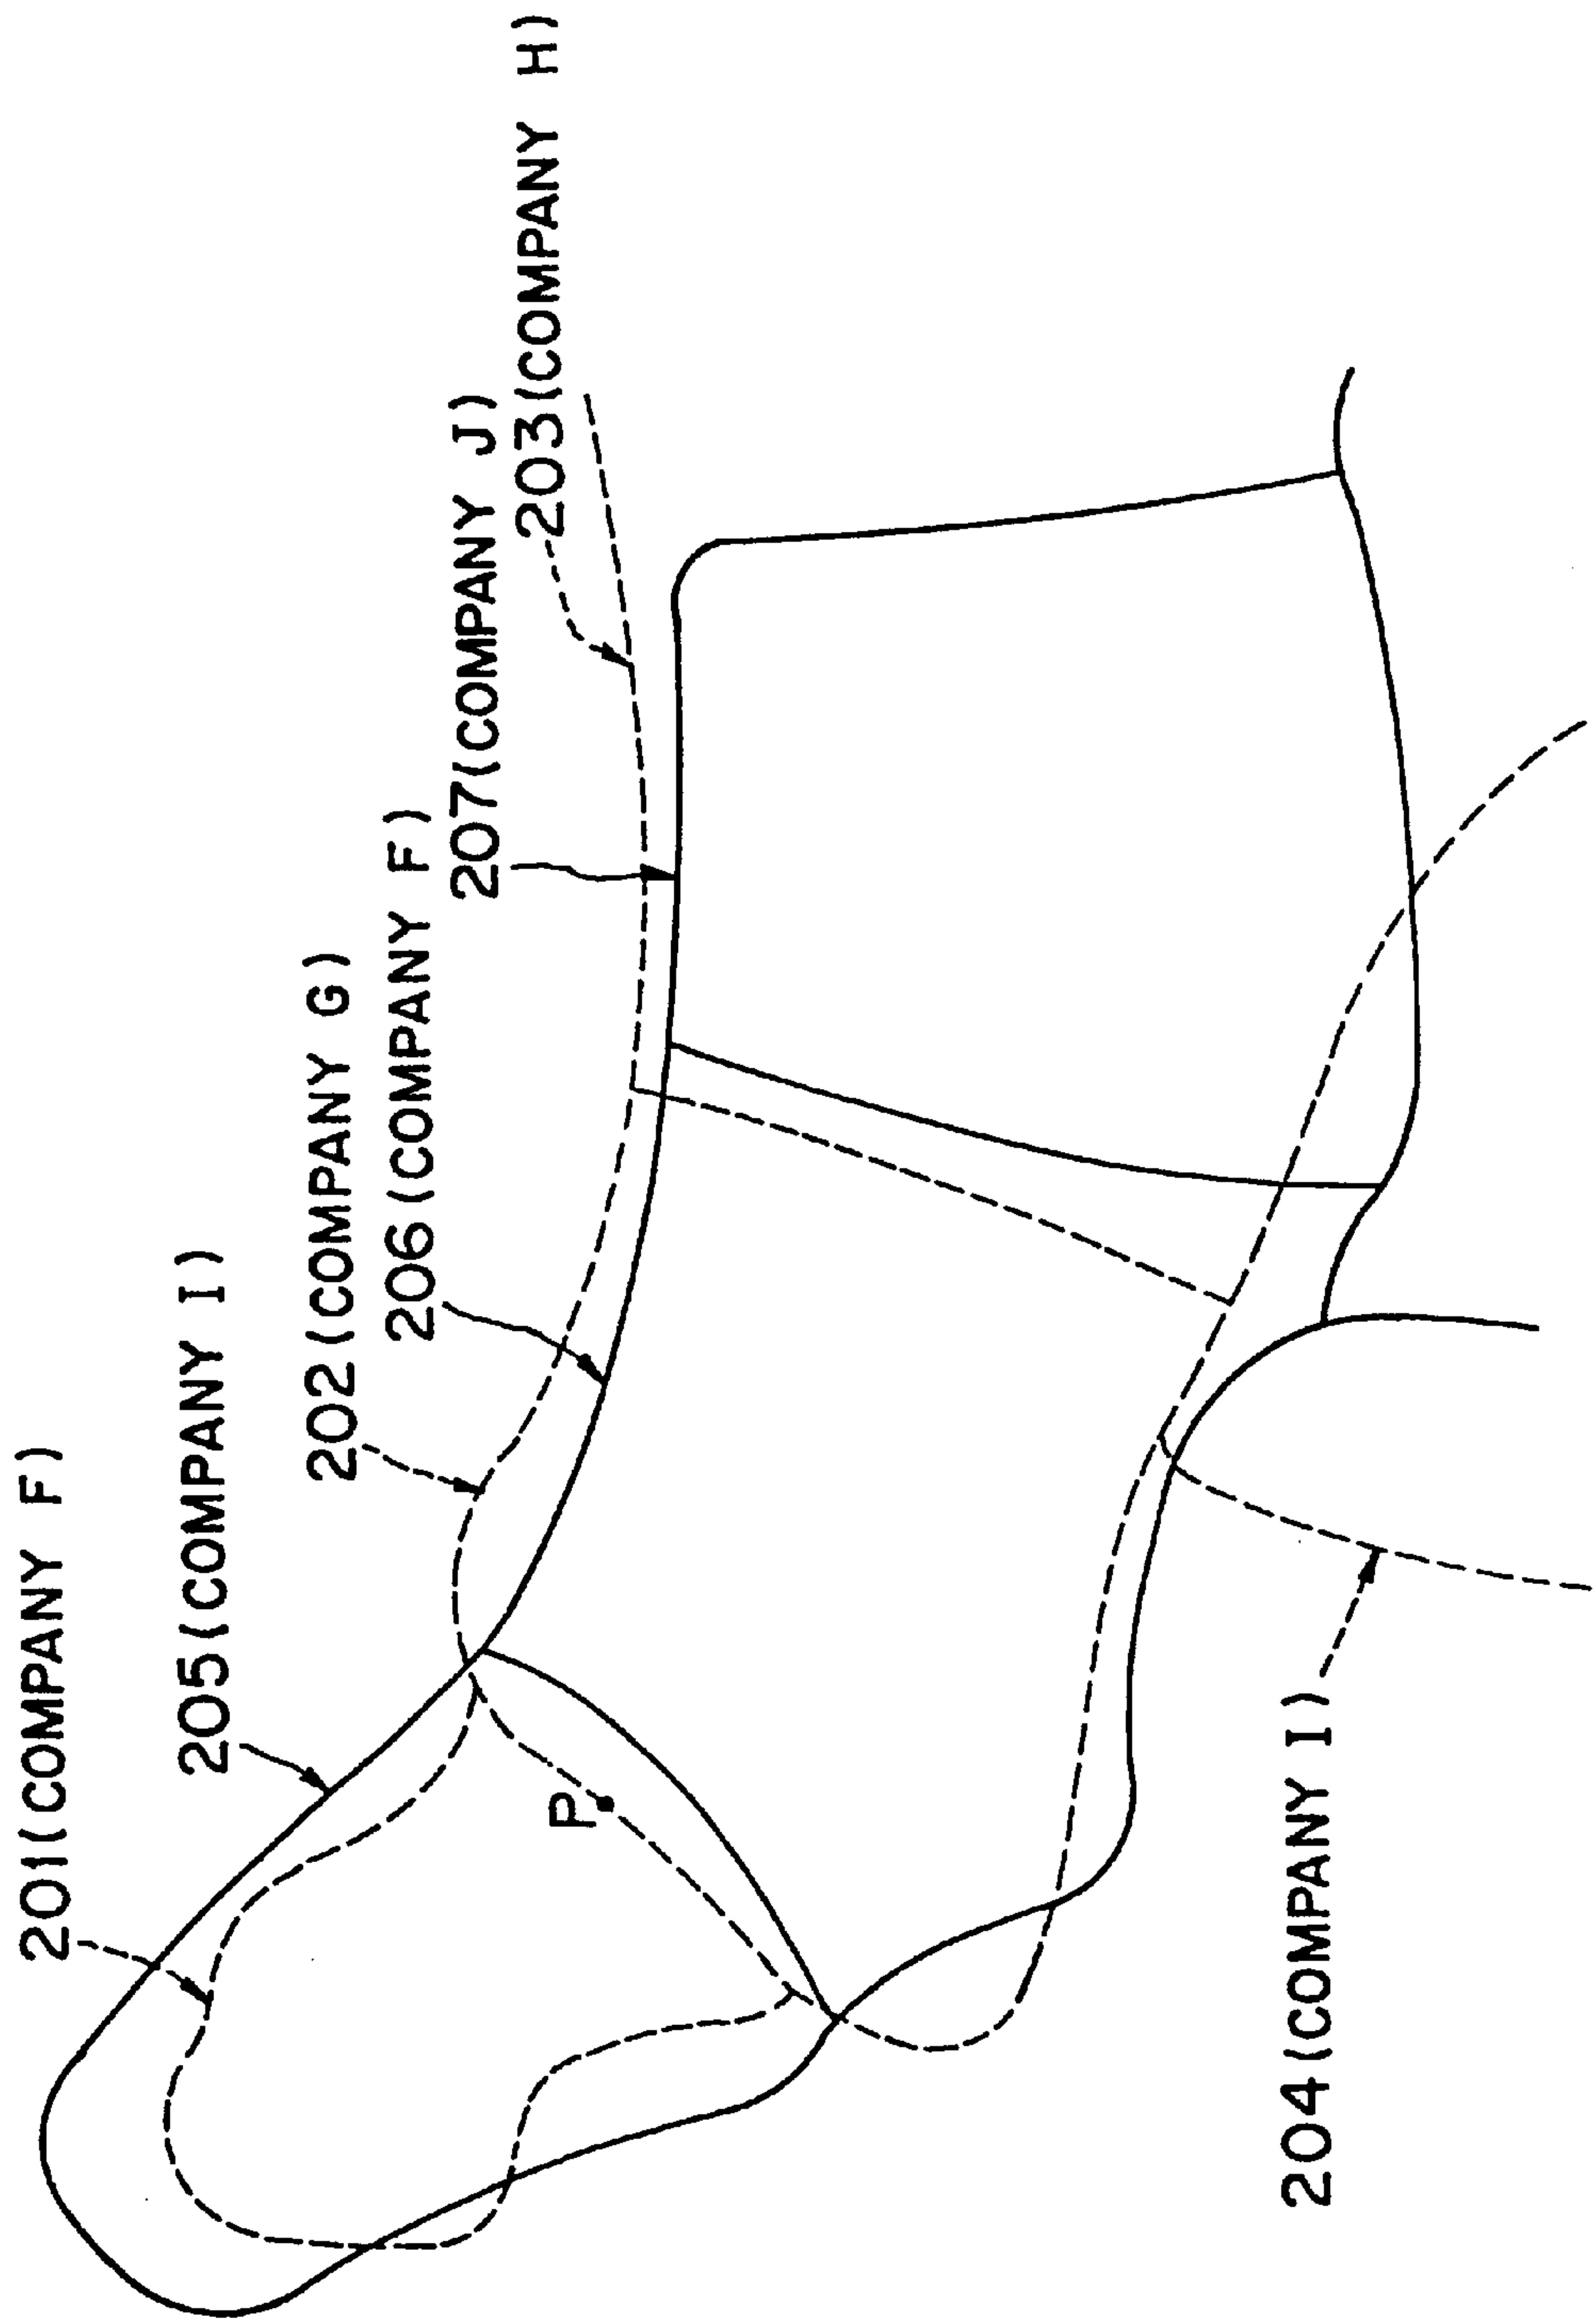 201(COMPANY F)
205(COMPANY I)
202(COMPANY G)
206(COMPANY F)
207(COMPANY J)
203(COMPANY H)
P
204(COMPANY I)